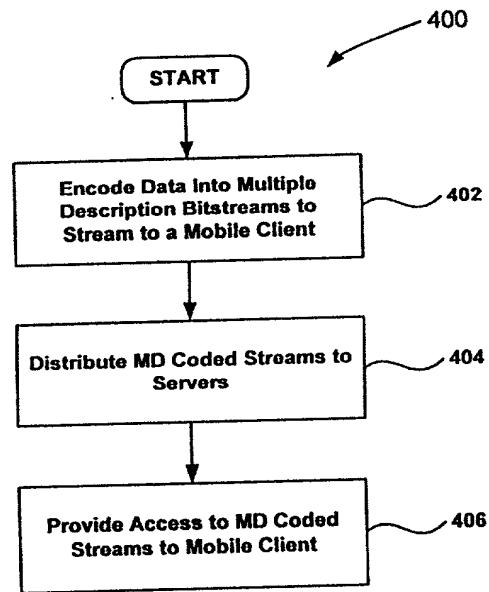 400
START
Encode Data Into Multiple
Description Bitstreams to
Stream to a Mobile Client
402
Distribute MD Coded Streams to
Servers
404
Provide Access to MD Coded
Streams to Mobile Client
406